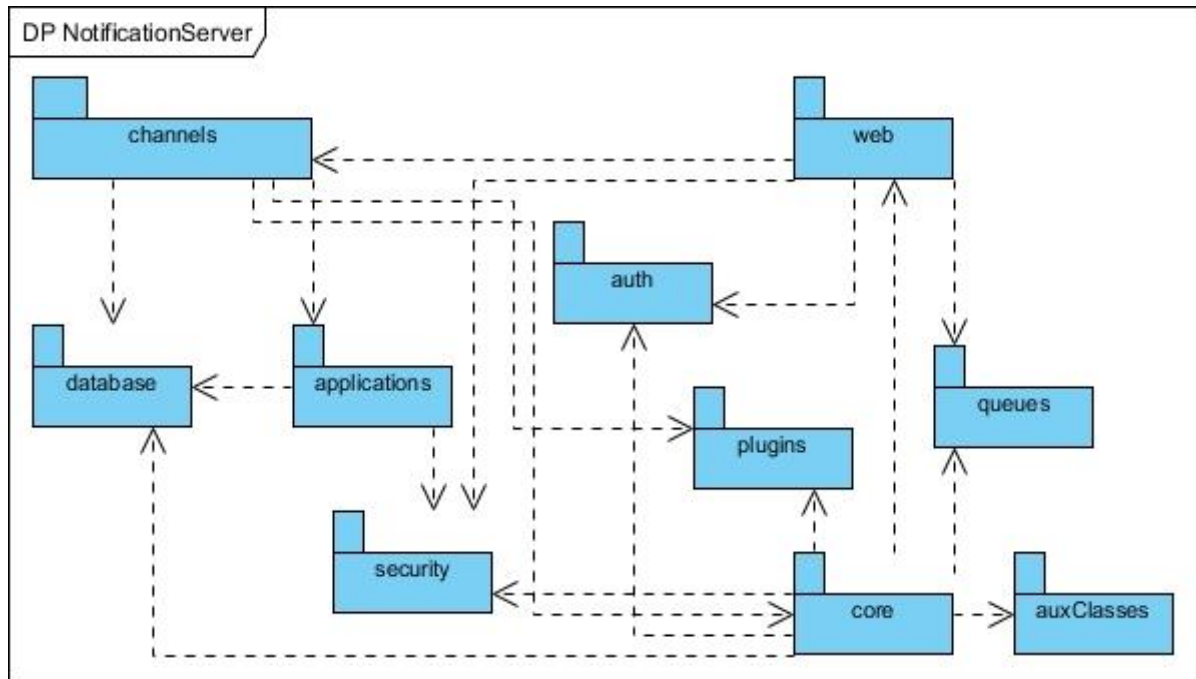 DP NotificationServer
channels
web
auth
database
applications
queues
plugins
security
core
auxClasses